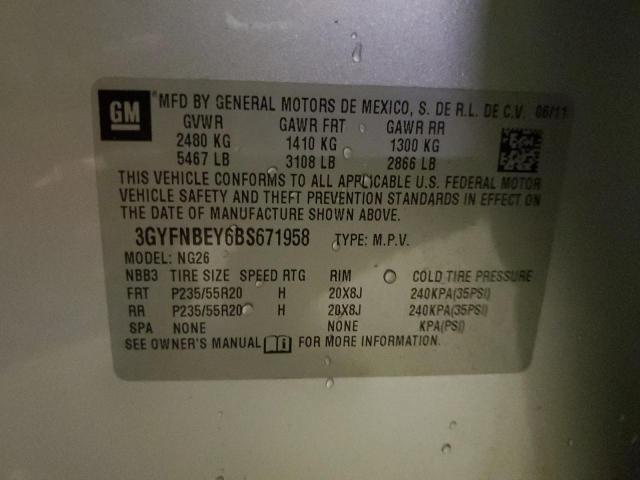 GM MFD BY GENERAL MOTORS DE MEXICO, S. DE R.L. DE C.V. 06/11
GVWR GAWR FRT GAWR RR
2480 KG 1410 KG 1300 KG
5467 LB 3108 LB 2866 LB
THIS VEHICLE CONFORMS TO ALL APPLICABLE U.S. FEDERAL MOTOR
VEHICLE SAFETY AND THEFT PREVENTION STANDARDS IN EFFECT ON
THE DATE OF MANUFACTURE SHOWN ABOVE.
3GYFNBEY6BS671958 TYPE: M.P.V.
MODEL: NG26
NBB3 TIRE SIZE SPEED RTG RIM COLD TIRE PRESSURE
FRT P235/55R20 H 20X8J 240KPA(35PSI)
RR P235/55R20 H 20X8J 240KPA(35PSI)
SPA NONE NONE KPA(PSI)
SEE OWNER'S MANUAL FOR MORE INFORMATION.